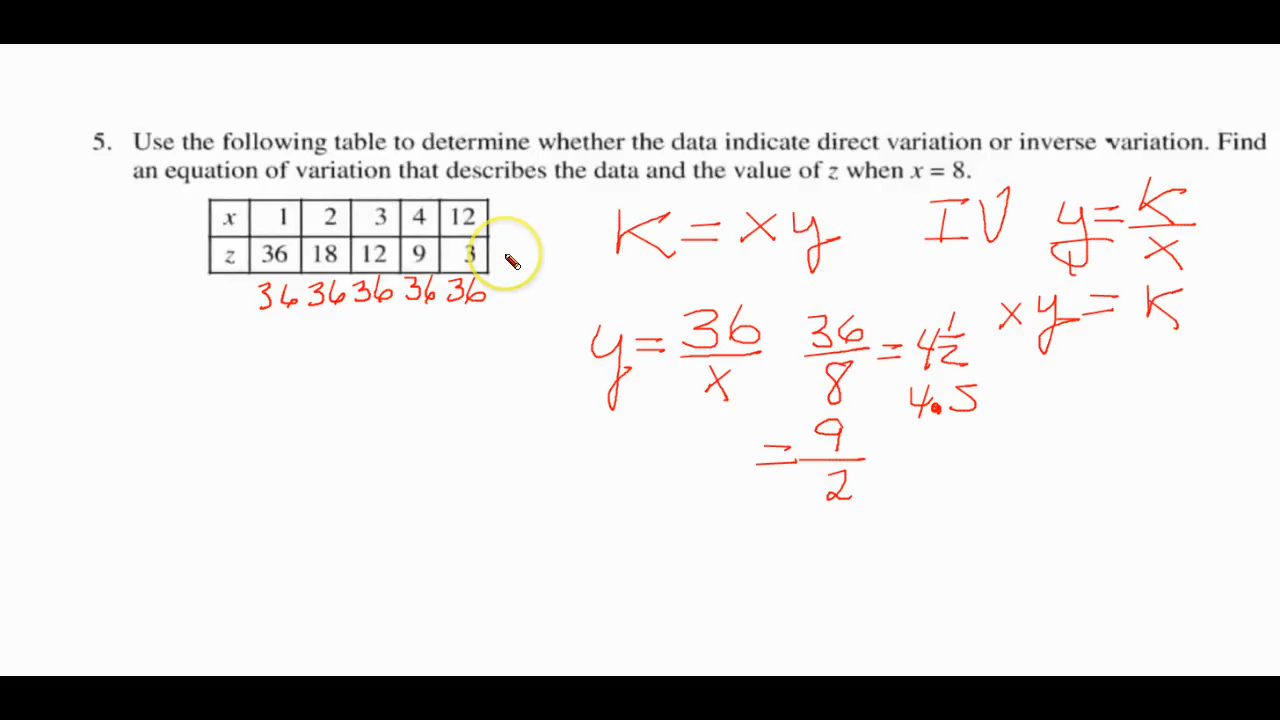 5. Use the following table to determine whether the data indicate direct variation or inverse variation. Find
an equation of variation that describes the data and the value of z when x = 8.
x 1 2 3 4 12
z 36 18 12 9 3
36 36 36 36 36
K = xy IV y = K/x
xy = K
y = 36/x 36/8 = 4 1/2
4.5
= 9/2